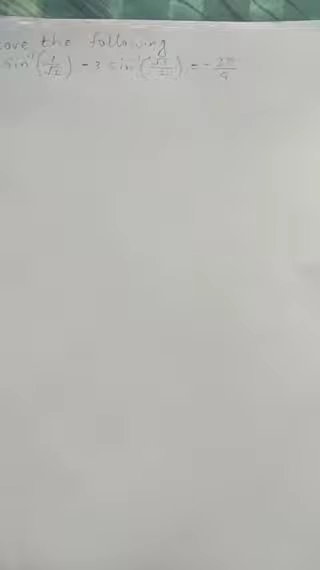 ove the following
sin⁻¹(1/√2) - 3 sin⁻¹(√3/2) = - 3π/4